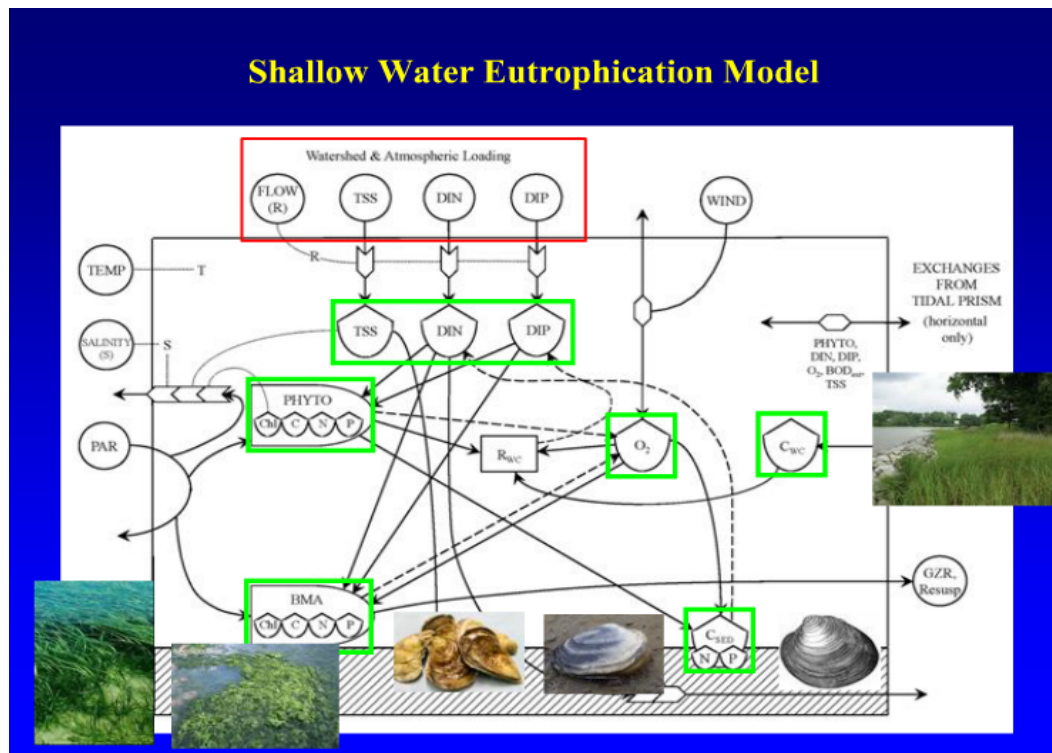 Shallow Water Eutrophication Model
Watershed & Atmospheric Loading
FLOW
(R)
TSS
DIN
DIP
WIND
R
TEMP
T
EXCHANGES
FROM
TIDAL PRISM
(horizontal
only)
SALINITY
(S)
S
TSS
DIN
DIP
PHYTO,
DIN, DIP,
O2, BODout,
TSS
PHYTO
Chl
C
N
P
PAR
RWC
O2
CWC
BMA
Chl
C
N
P
GZR,
Resusp.
CSED
N
P